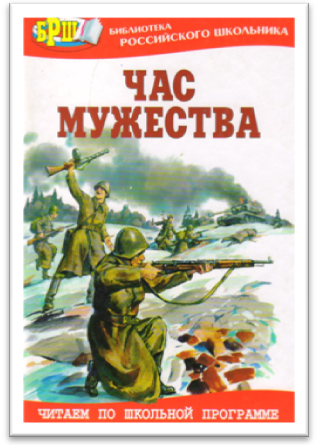 БРШ
БИБЛИОТЕКА
РОССИЙСКОГО ШКОЛЬНИКА
ЧАС
МУЖЕСТВА
ЧИТАЕМ ПО ШКОЛЬНОЙ ПРОГРАММЕ